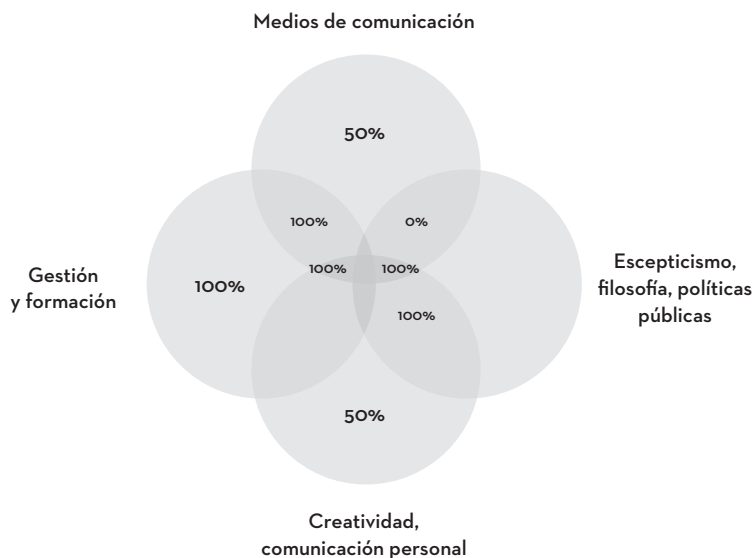 Medios de comunicación
50%
100%
0%
100%
100%
Gestión
y formación
100%
Escepticismo,
filosofía, políticas
públicas
100%
50%
Creatividad,
comunicación personal